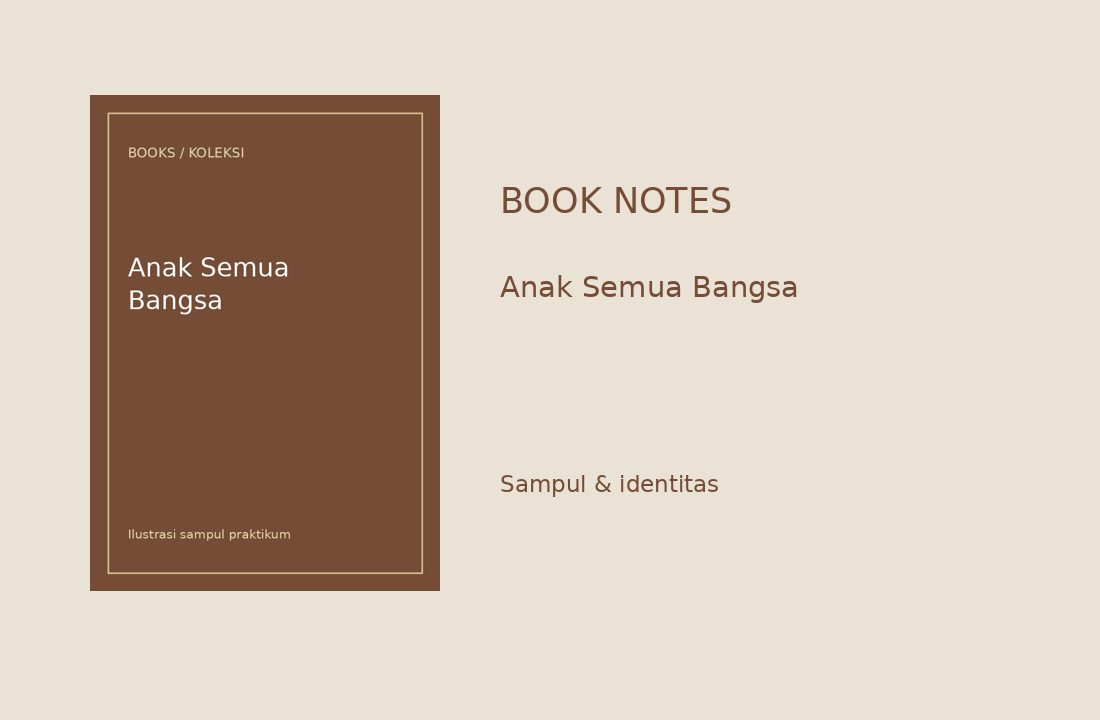 BOOKS / KOLEKSI
Anak Semua
Bangsa
Ilustrasi sampul praktikum
BOOK NOTES
Anak Semua Bangsa
Sampul & identitas